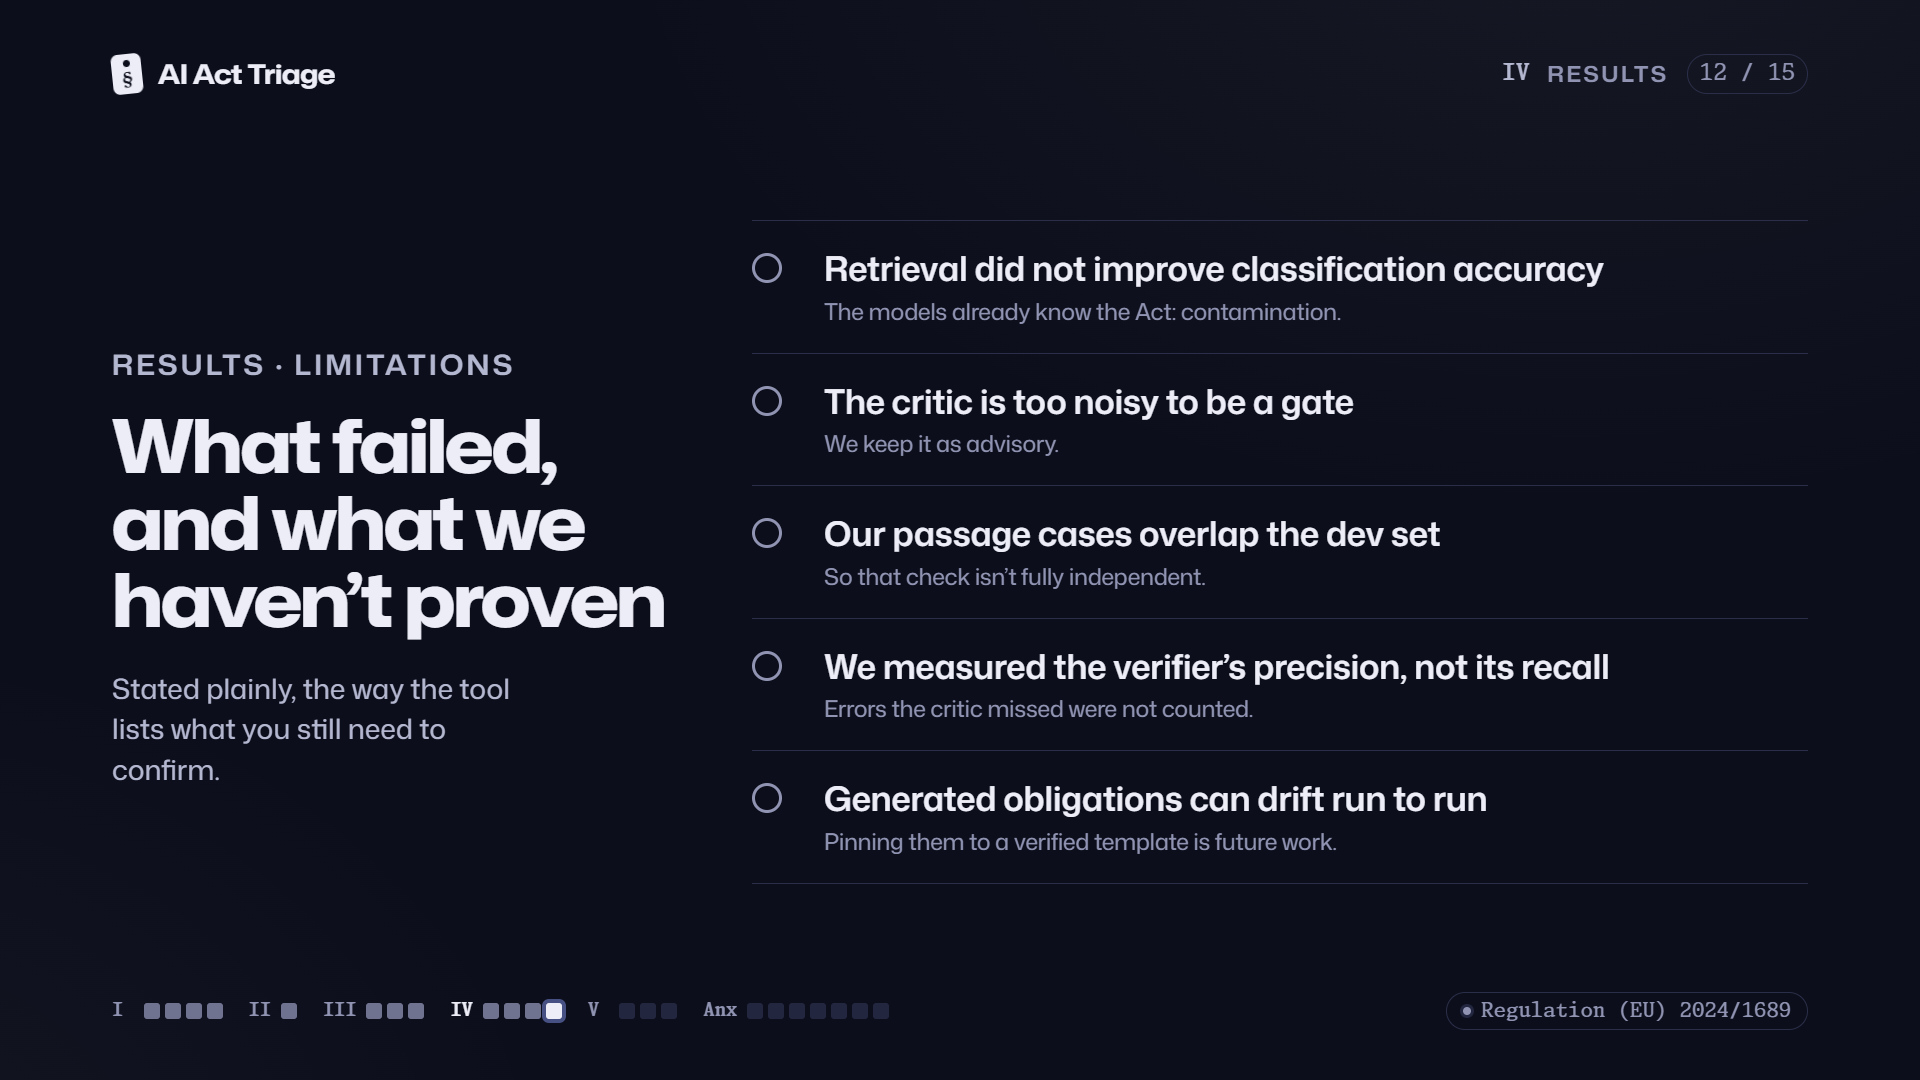 § AI Act Triage
IV RESULTS 12 / 15
RESULTS · LIMITATIONS
What failed,
and what we
haven’t proven
Stated plainly, the way the tool
lists what you still need to
confirm.
Retrieval did not improve classification accuracy
The models already know the Act: contamination.
The critic is too noisy to be a gate
We keep it as advisory.
Our passage cases overlap the dev set
So that check isn’t fully independent.
We measured the verifier’s precision, not its recall
Errors the critic missed were not counted.
Generated obligations can drift run to run
Pinning them to a verified template is future work.
I II III IV V Anx
Regulation (EU) 2024/1689